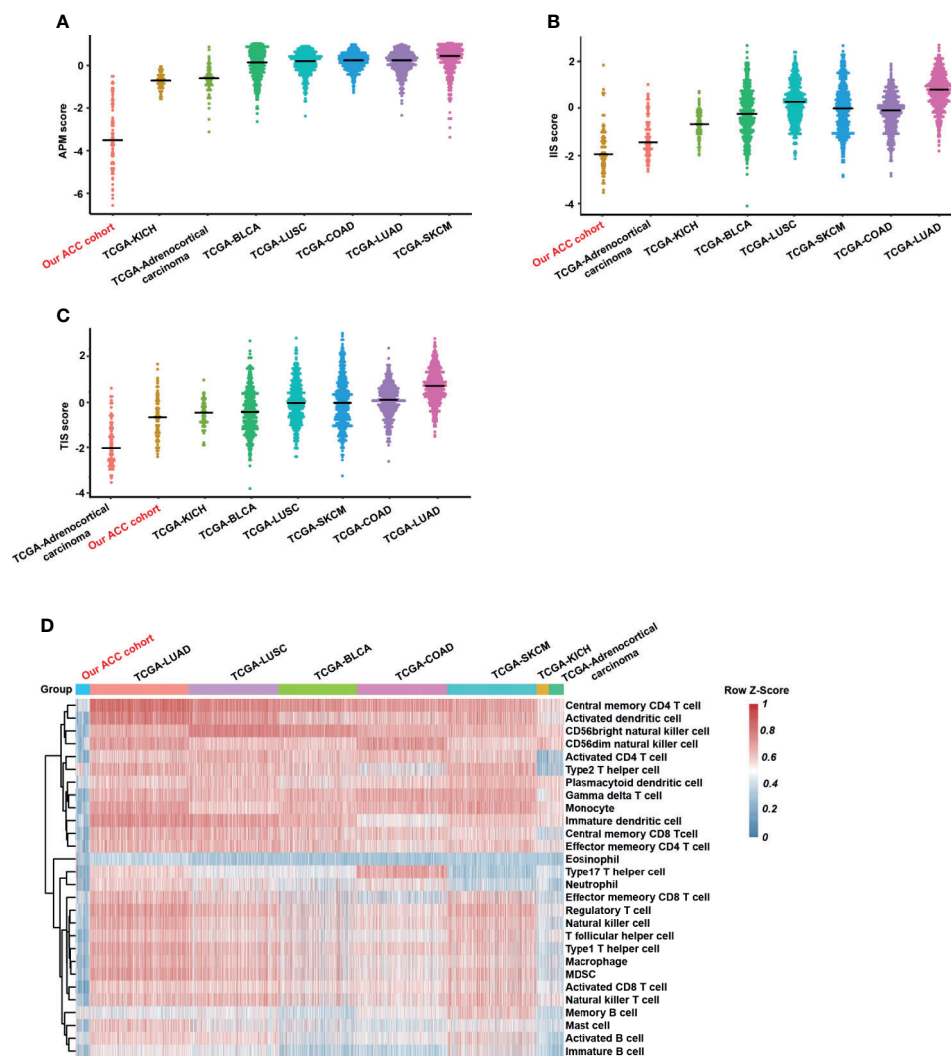 A
0
-2
-4
-6
APM score
Our ACC cohort
TCGA-KICH
TCGA-Adrenocortical
carcinoma
TCGA-BLCA
TCGA-LUSC
TCGA-COAD
TCGA-LUAD
TCGA-SKCM
B
2
0
-2
-4
IIS score
Our ACC cohort
TCGA-Adrenocortical
carcinoma
TCGA-KICH
TCGA-BLCA
TCGA-LUSC
TCGA-SKCM
TCGA-COAD
TCGA-LUAD
C
2
0
-2
-4
TIS score
TCGA-Adrenocortical
carcinoma
Our ACC cohort
TCGA-KICH
TCGA-BLCA
TCGA-LUSC
TCGA-SKCM
TCGA-COAD
TCGA-LUAD
D
Our ACC cohort
TCGA-LUAD
TCGA-LUSC
TCGA-BLCA
TCGA-COAD
TCGA-SKCM
TCGA-KICH
TCGA-Adrenocortical
carcinoma
Group
Row Z-Score
1
0.8
0.6
0.4
0.2
0
Central memory CD4 T cell
Activated dendritic cell
CD56bright natural killer cell
CD56dim natural killer cell
Activated CD4 T cell
Type2 T helper cell
Plasmacytoid dendritic cell
Gamma delta T cell
Monocyte
Immature dendritic cell
Central memory CD8 Tcell
Effector memeory CD4 T cell
Eosinophil
Type17 T helper cell
Neutrophil
Effector memeory CD8 T cell
Regulatory T cell
Natural killer cell
T follicular helper cell
Type1 T helper cell
Macrophage
MDSC
Activated CD8 T cell
Natural killer T cell
Memory B cell
Mast cell
Activated B cell
Immature B cell